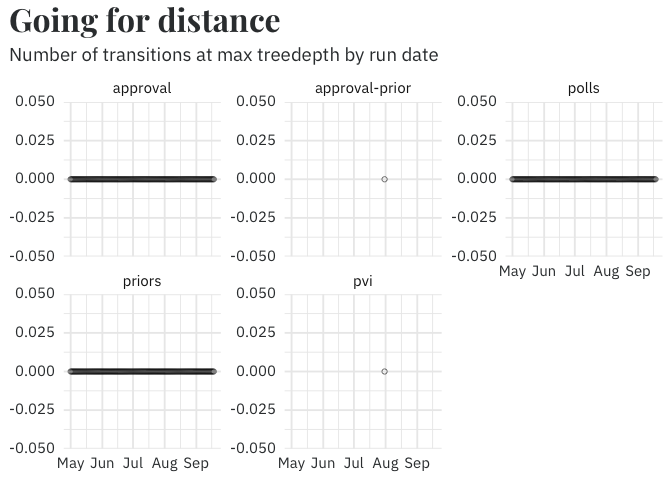 Going for distance
Number of transitions at max treedepth by run date
approval approval-prior polls
0.050 0.050 0.050
0.025 0.025 0.025
0.000 0.000 0.000
-0.025 -0.025 -0.025
-0.050 -0.050 -0.050
May Jun Jul Aug Sep
priors pvi
0.050 0.050
0.025 0.025
0.000 0.000
-0.025 -0.025
-0.050 -0.050
May Jun Jul Aug Sep May Jun Jul Aug Sep